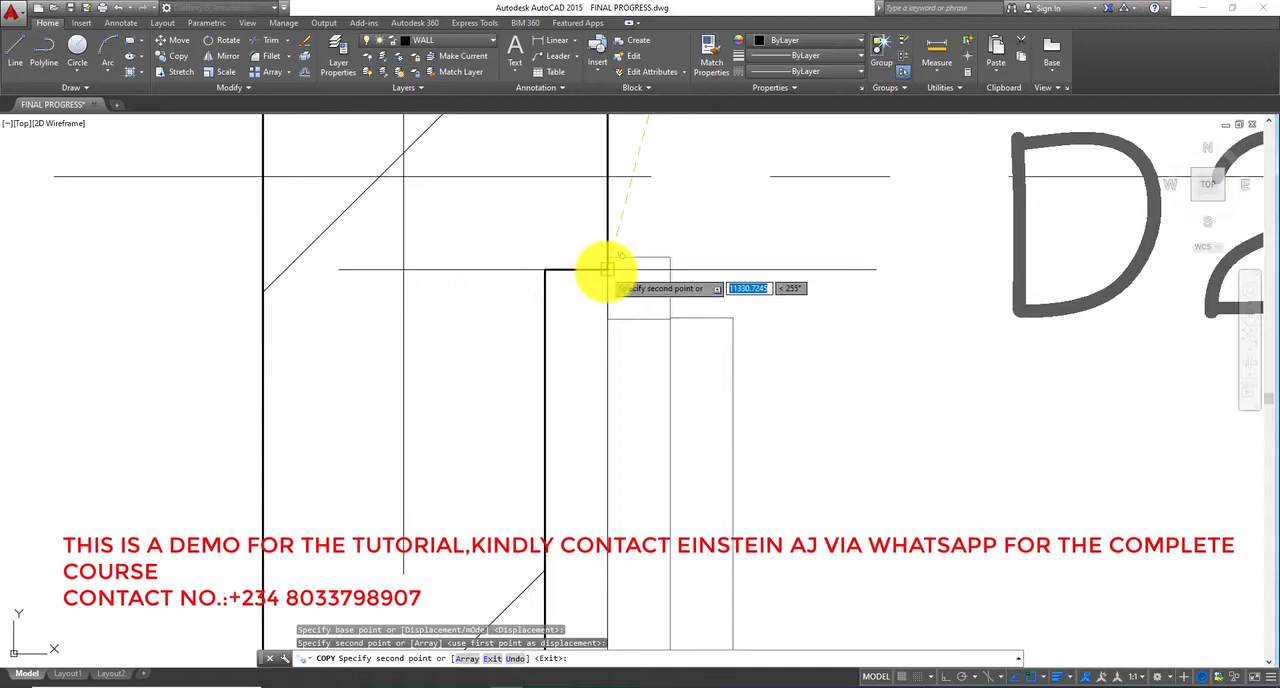 Autodesk AutoCAD 2015 FINAL PROGRESS.dwg
Type a keyword or phrase
Sign In
Home Insert Annotate Layout Parametric View Manage Output Add-ins Autodesk 360 Express Tools BIM 360 Featured Apps
Line
Polyline
Circle
Arc
Move
Copy
Stretch
Rotate
Mirror
Scale
Trim
Fillet
Array
Layer
Properties
WALL
Make Current
Match Layer
Text
Linear
Leader
Table
Insert
Create
Edit
Edit Attributes
Match
Properties
ByLayer
ByLayer
ByLayer
Group
Measure
Paste
Base
Draw Modify Layers Annotation Block Properties Groups Utilities Clipboard View
FINAL PROGRESS*
[−][Top][2D Wireframe]
N
W TOP E
S
WCS
D
Specify second point or 11330.7245 < 255°
THIS IS A DEMO FOR THE TUTORIAL,KINDLY CONTACT EINSTEIN AJ VIA WHATSAPP FOR THE COMPLETE
COURSE
CONTACT NO.:+234 8033798907
Y
X
Specify base point or [Displacement/mOde] <Displacement>:
Specify second point or [Array] <use first point as displacement>:
COPY Specify second point or [Array Exit Undo] <Exit>:
Model Layout1 Layout2
MODEL
1:1